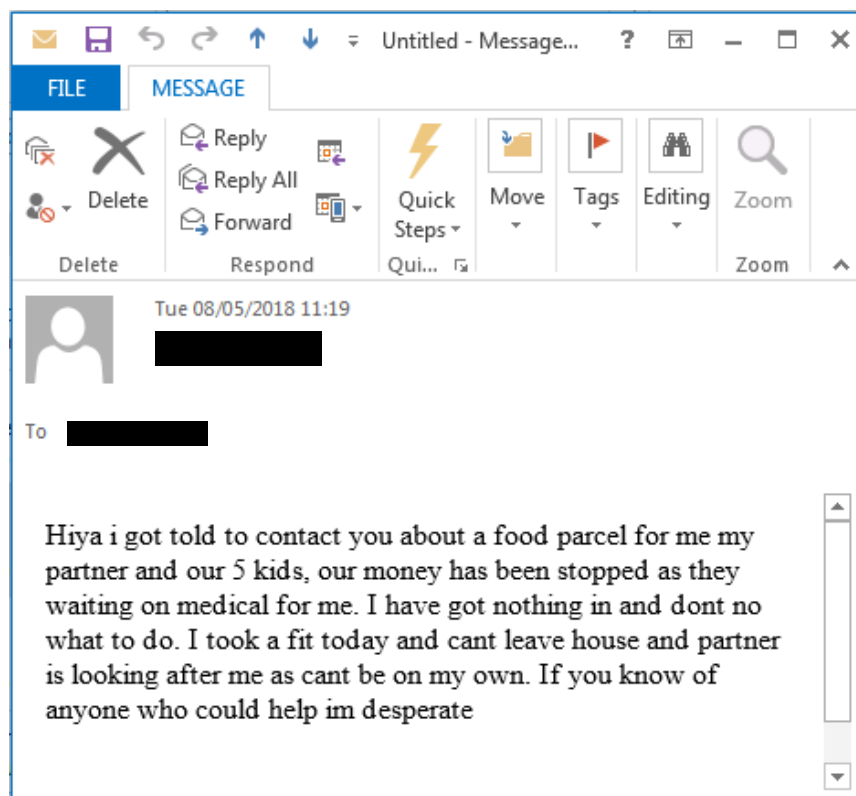 Untitled - Message... ?
FILE MESSAGE
Delete
Reply
Reply All
Forward
Quick Steps
Move
Tags
Editing
Zoom
Delete Respond Qui... Zoom
Tue 08/05/2018 11:19
To
Hiya i got told to contact you about a food parcel for me my
partner and our 5 kids, our money has been stopped as they
waiting on medical for me. I have got nothing in and dont no
what to do. I took a fit today and cant leave house and partner
is looking after me as cant be on my own. If you know of
anyone who could help im desperate